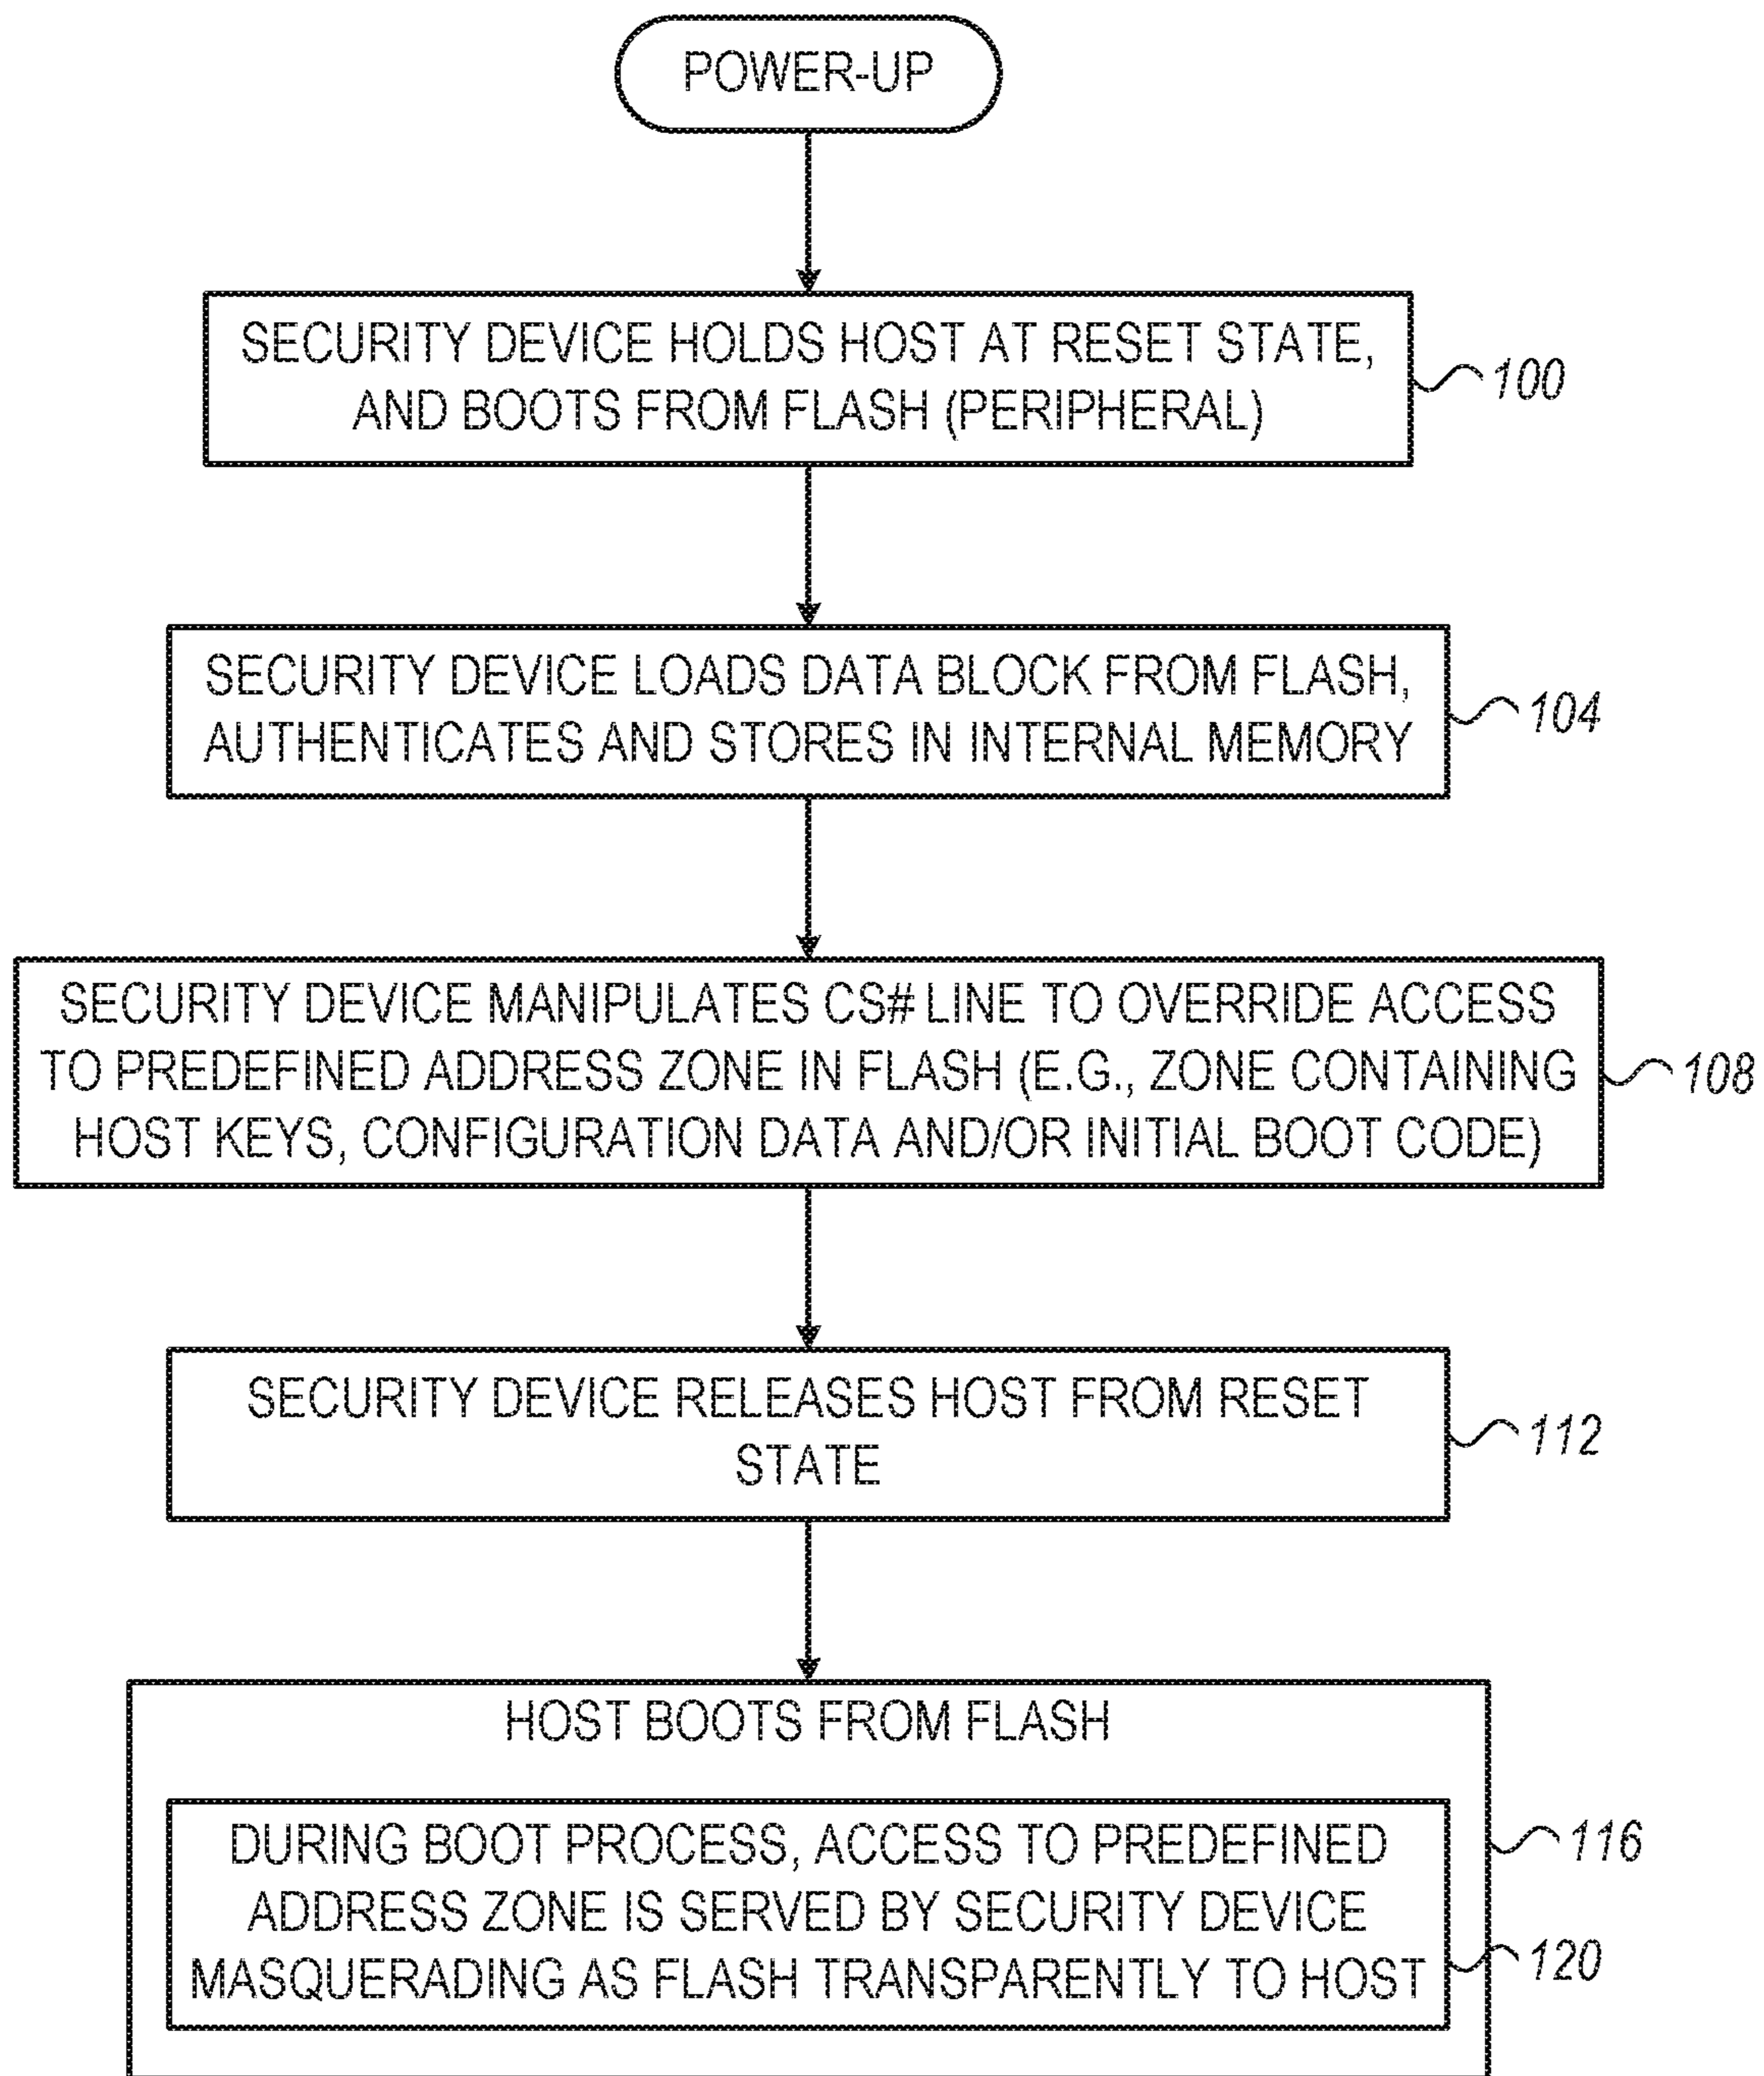 POWER-UP
SECURITY DEVICE HOLDS HOST AT RESET STATE,
AND BOOTS FROM FLASH (PERIPHERAL)
100
SECURITY DEVICE LOADS DATA BLOCK FROM FLASH,
AUTHENTICATES AND STORES IN INTERNAL MEMORY
104
SECURITY DEVICE MANIPULATES CS# LINE TO OVERRIDE ACCESS
TO PREDEFINED ADDRESS ZONE IN FLASH (E.G., ZONE CONTAINING
HOST KEYS, CONFIGURATION DATA AND/OR INITIAL BOOT CODE)
108
SECURITY DEVICE RELEASES HOST FROM RESET
STATE
112
HOST BOOTS FROM FLASH
116
DURING BOOT PROCESS, ACCESS TO PREDEFINED
ADDRESS ZONE IS SERVED BY SECURITY DEVICE
MASQUERADING AS FLASH TRANSPARENTLY TO HOST
120